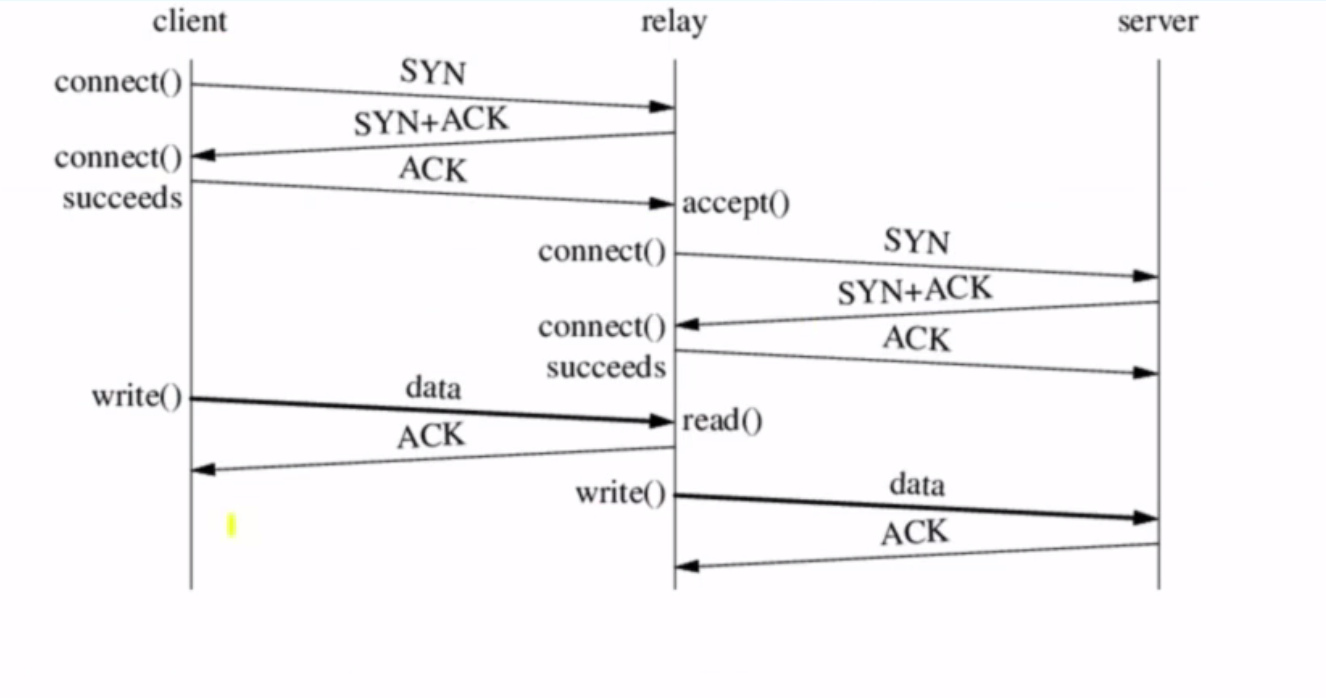 client relay server
connect() SYN
SYN+ACK
connect()
succeeds
ACK
accept()
connect() SYN
SYN+ACK
connect()
succeeds
ACK
write() data read()
ACK
write() data
ACK